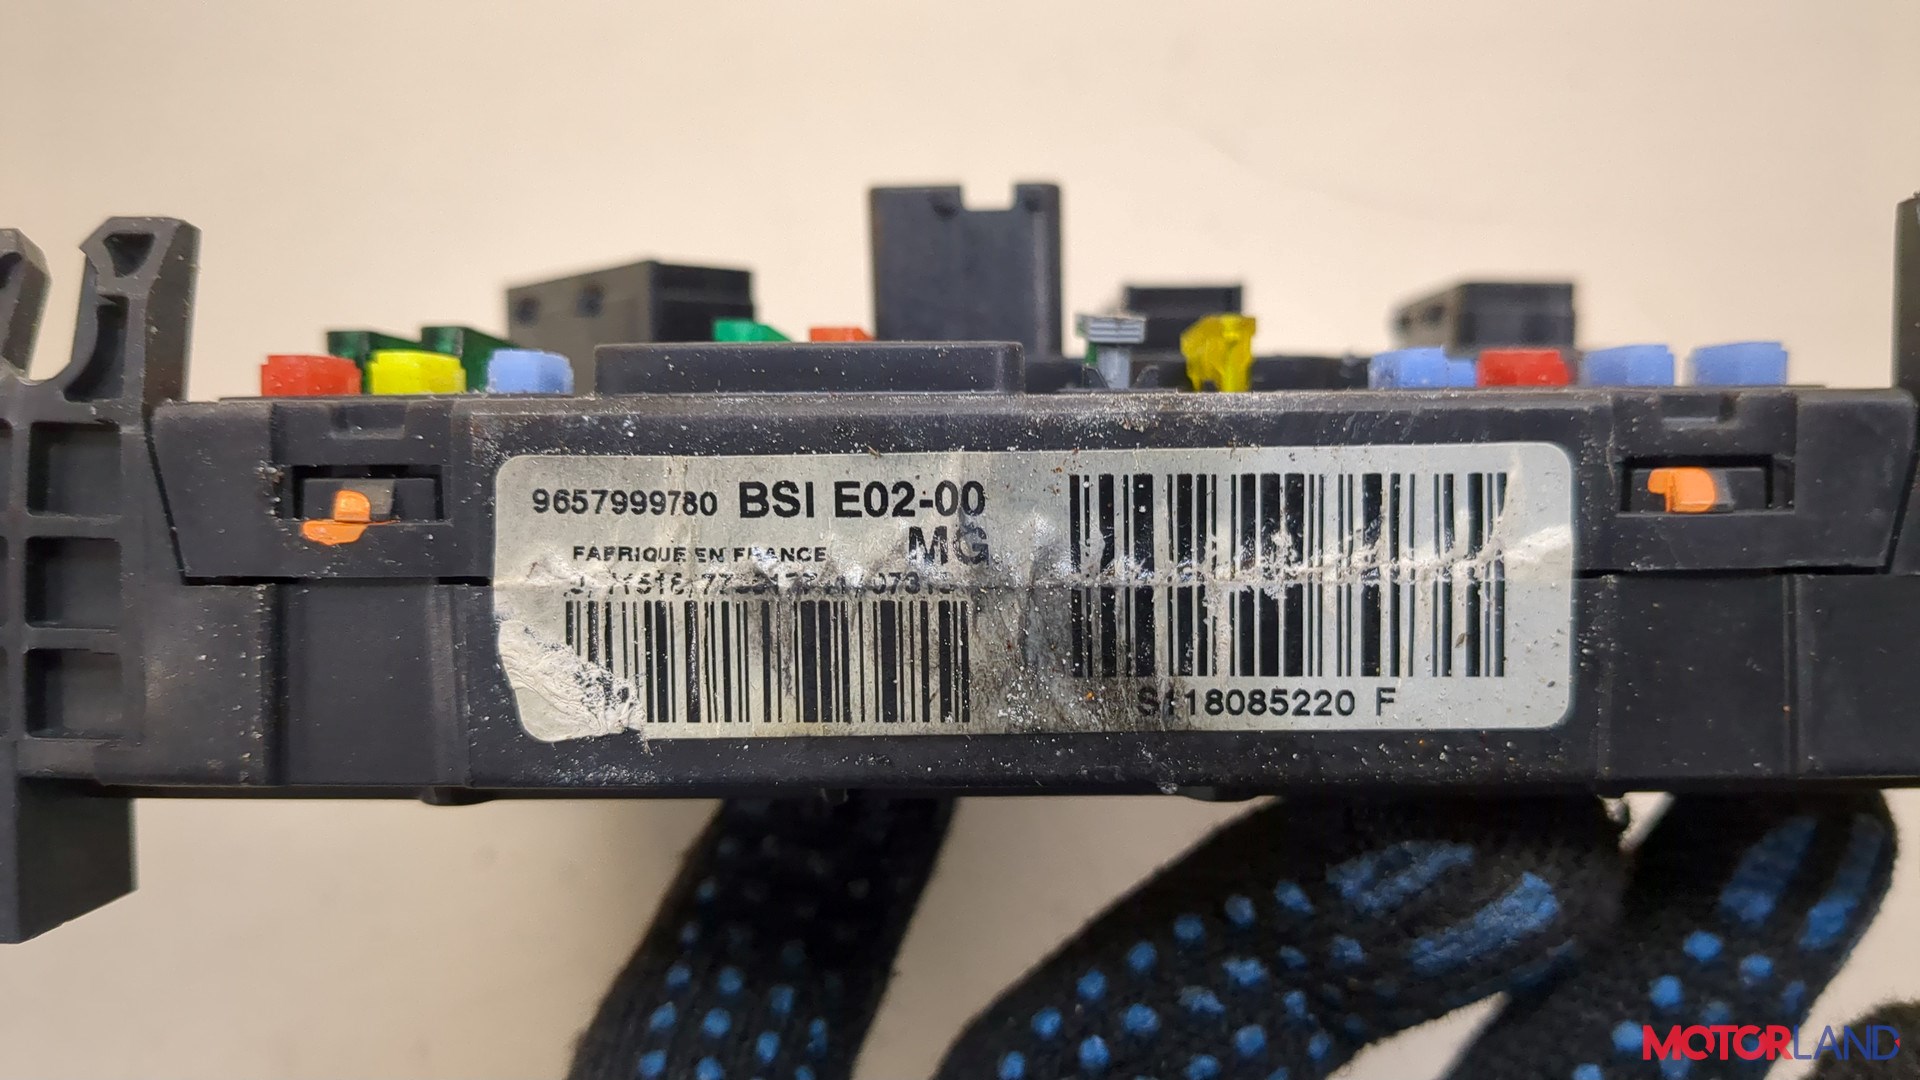 9657999780 BSI E02-00
MG
FABRIQUE EN FRANCE
18085220 F
MOTORLAND